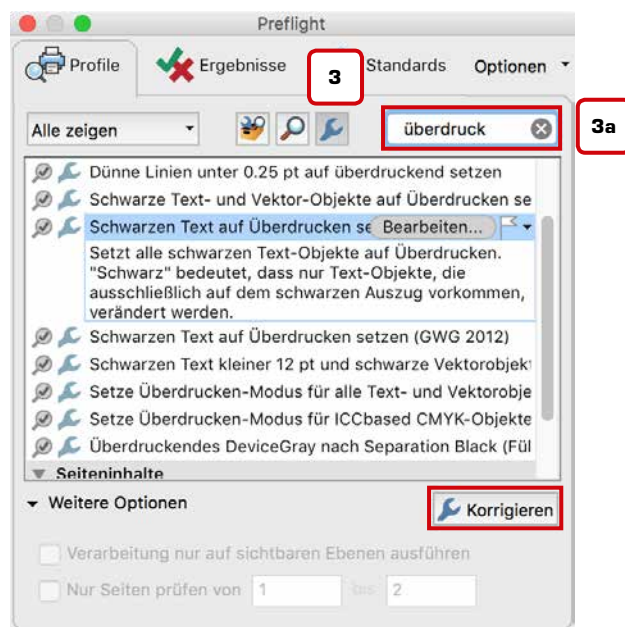 Preflight
Profile Ergebnisse Standards Optionen
3
Alle zeigen überdruck
3a
Dünne Linien unter 0.25 pt auf überdruckend setzen
Schwarze Text- und Vektor-Objekte auf Überdrucken se
Schwarzen Text auf Überdrucken se Bearbeiten...
Setzt alle schwarzen Text-Objekte auf Überdrucken.
"Schwarz" bedeutet, dass nur Text-Objekte, die
ausschließlich auf dem schwarzen Auszug vorkommen,
verändert werden.
Schwarzen Text auf Überdrucken setzen (GWG 2012)
Schwarzen Text kleiner 12 pt und schwarze Vektorobjekt
Setze Überdrucken-Modus für alle Text- und Vektorobje
Setze Überdrucken-Modus für ICCbased CMYK-Objekte
Überdruckendes DeviceGray nach Separation Black (Fül
Seiteninhalte
Weitere Optionen Korrigieren
Verarbeitung nur auf sichtbaren Ebenen ausführen
Nur Seiten prüfen von 1 bis 2